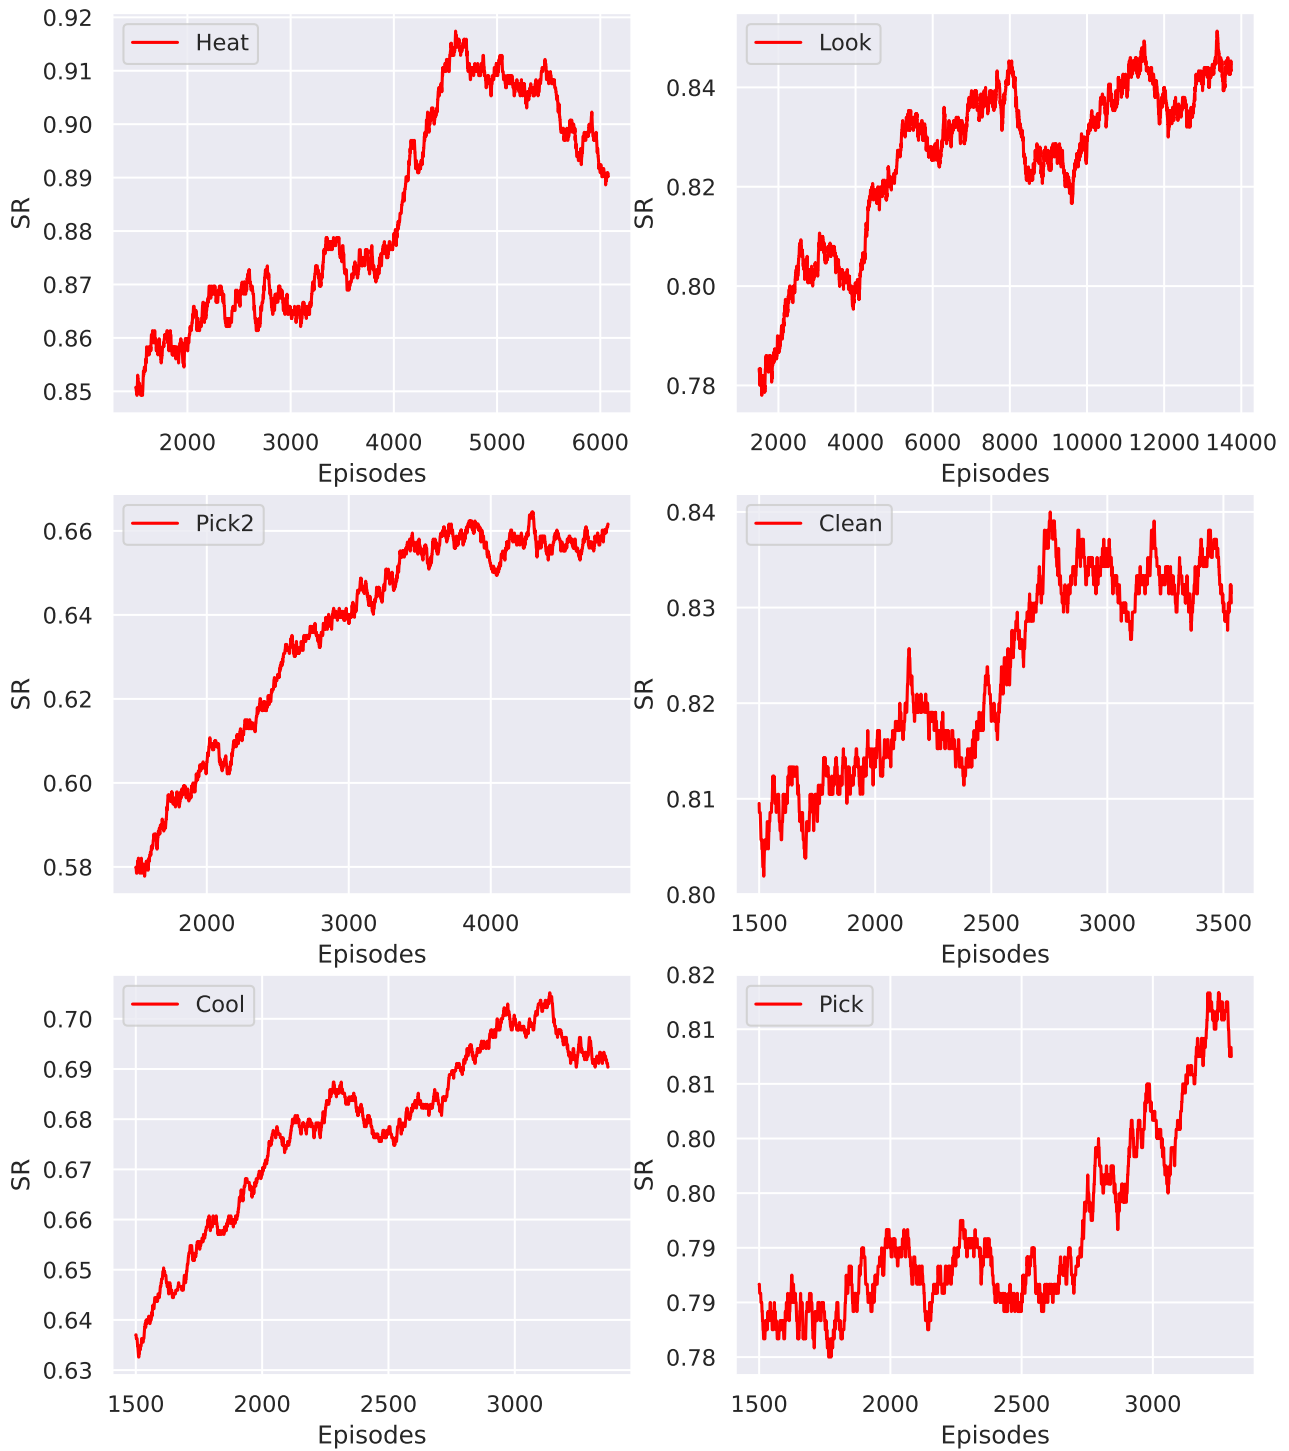 Heat
SR
0.92
0.91
0.90
0.89
0.88
0.87
0.86
0.85
2000 3000 4000 5000 6000
Episodes
Look
SR
0.84
0.82
0.80
0.78
2000 4000 6000 8000 10000 12000 14000
Episodes
Pick2
SR
0.66
0.64
0.62
0.60
0.58
2000 3000 4000
Episodes
Clean
SR
0.84
0.83
0.82
0.81
0.80
1500 2000 2500 3000 3500
Episodes
Cool
SR
0.70
0.69
0.68
0.67
0.66
0.65
0.64
0.63
1500 2000 2500 3000
Episodes
Pick
SR
0.82
0.81
0.81
0.80
0.80
0.79
0.79
0.78
1500 2000 2500 3000
Episodes